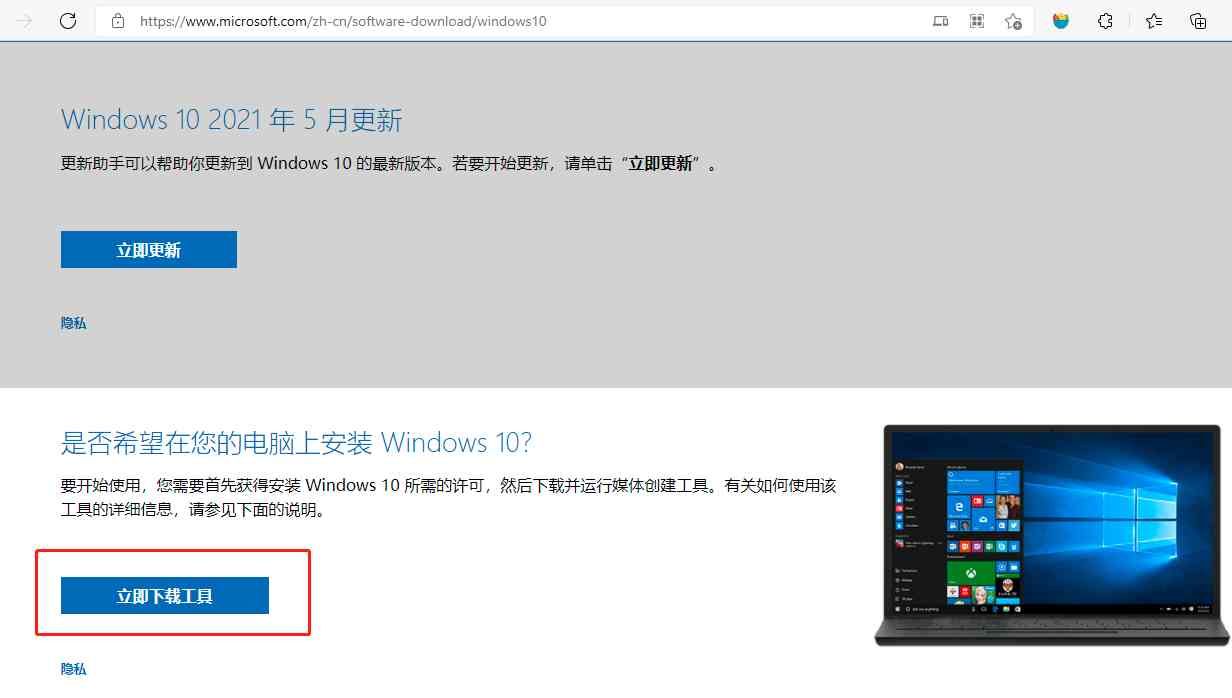 https://www.microsoft.com/zh-cn/software-download/windows10
Windows 10 2021 年 5 月更新
更新助手可以帮助你更新到 Windows 10 的最新版本。若要开始更新，请单击“立即更新”。
立即更新
隐私
是否希望在您的电脑上安装 Windows 10?
要开始使用，您需要首先获得安装 Windows 10 所需的许可，然后下载并运行媒体创建工具。有关如何使用该
工具的详细信息，请参见下面的说明。
立即下载工具
隐私